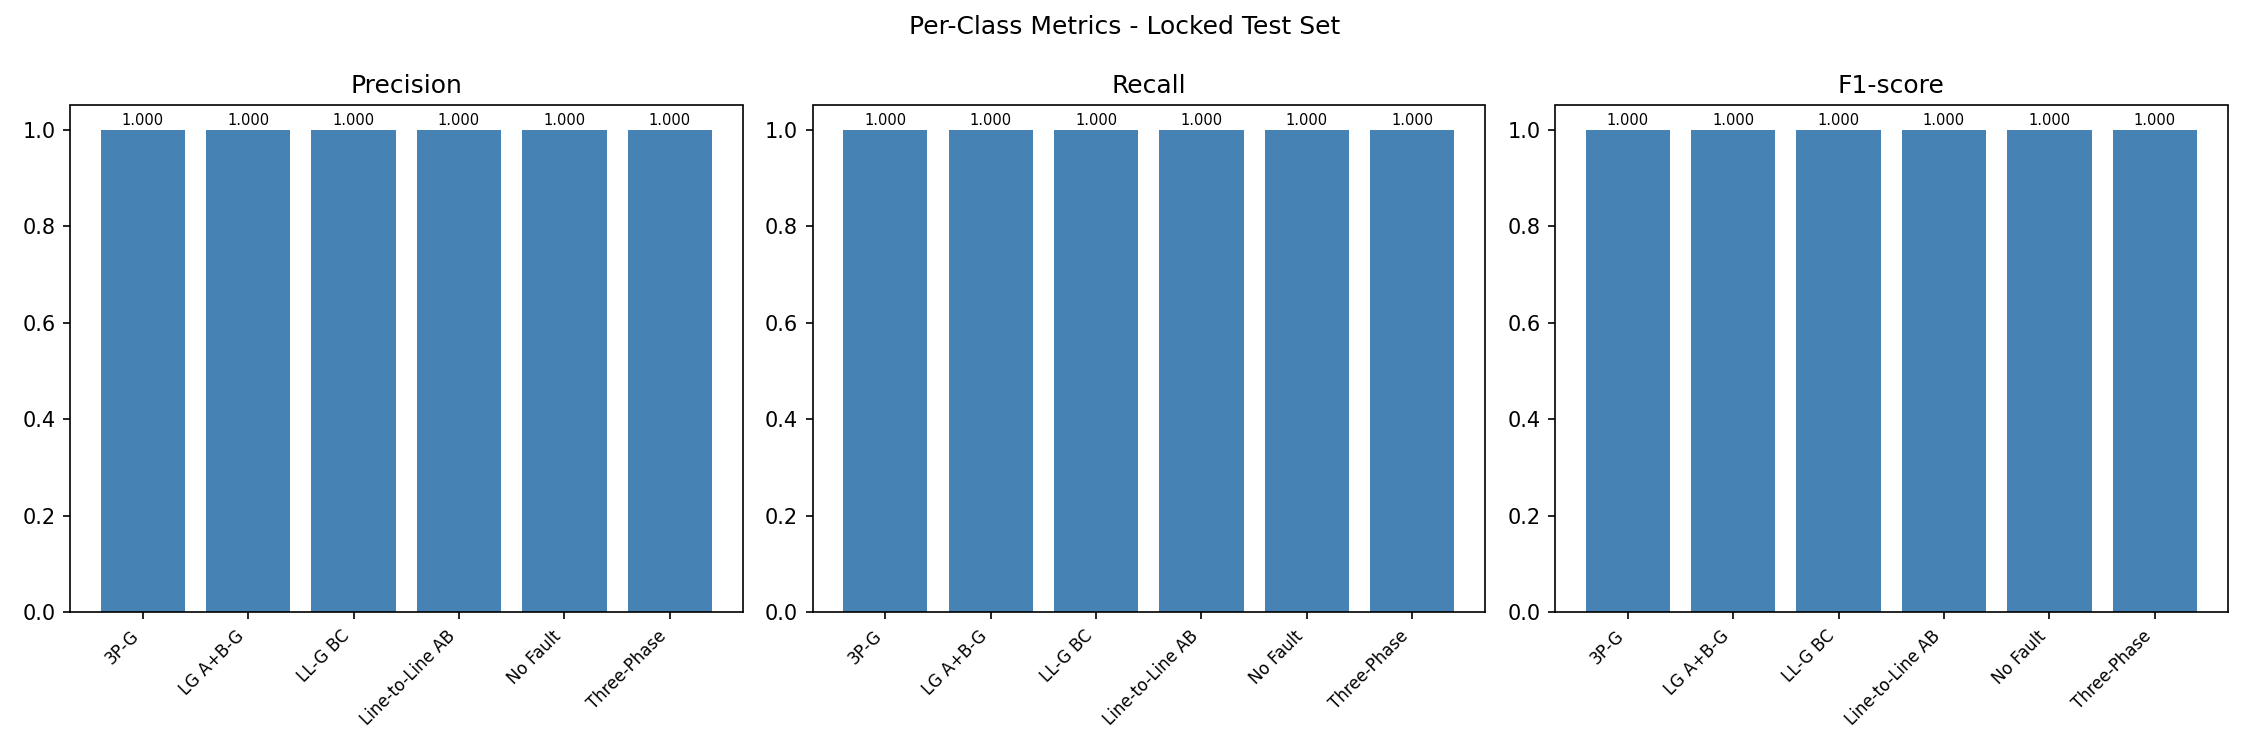 Per-Class Metrics - Locked Test Set
Precision
1.000 1.000 1.000 1.000 1.000 1.000
1.0
0.8
0.6
0.4
0.2
0.0
3P-G
LG A+B-G
LL-G BC
Line-to-Line AB
No Fault
Three-Phase
Recall
1.000 1.000 1.000 1.000 1.000 1.000
1.0
0.8
0.6
0.4
0.2
0.0
3P-G
LG A+B-G
LL-G BC
Line-to-Line AB
No Fault
Three-Phase
F1-score
1.000 1.000 1.000 1.000 1.000 1.000
1.0
0.8
0.6
0.4
0.2
0.0
3P-G
LG A+B-G
LL-G BC
Line-to-Line AB
No Fault
Three-Phase